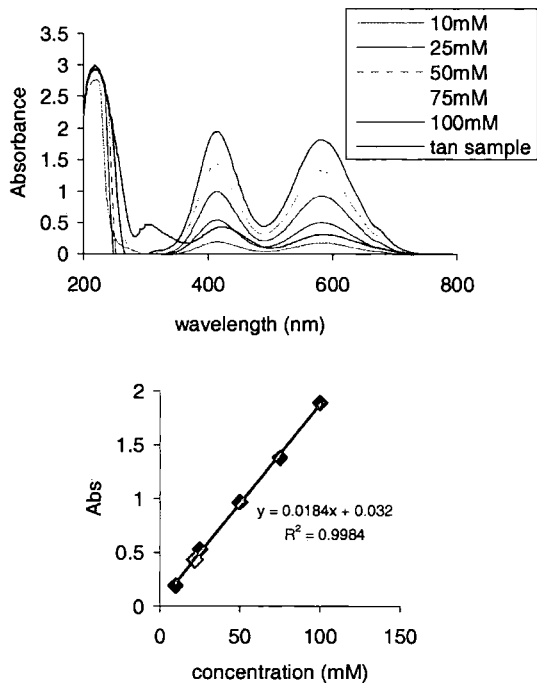 10mM
25mM
50mM
75mM
100mM
tan sample
Absorbance
3.5
3
2.5
2
1.5
1
0.5
0
200 400 600 800
wavelength (nm)
Abs
2
1.5
1
0.5
0
y = 0.0184x + 0.032
R² = 0.9984
0 50 100 150
concentration (mM)